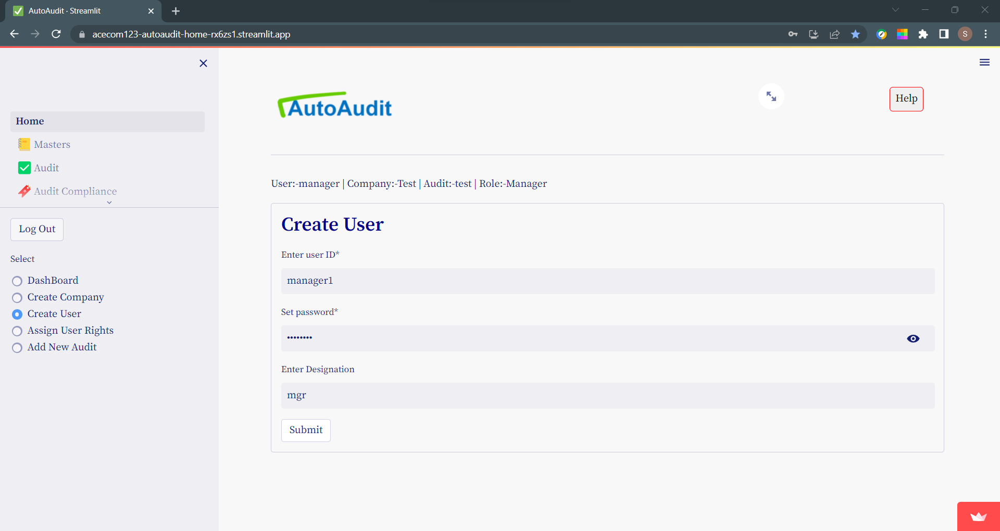 AutoAudit · Streamlit
acecom123-autoaudit-home-rx6zs1.streamlit.app
S
AutoAudit
Help
Home
Masters
Audit
Audit Compliance
Log Out
Select
DashBoard
Create Company
Create User
Assign User Rights
Add New Audit
User:-manager | Company:-Test | Audit:-test | Role:-Manager
Create User
Enter user ID*
manager1
Set password*
••••••••
Enter Designation
mgr
Submit